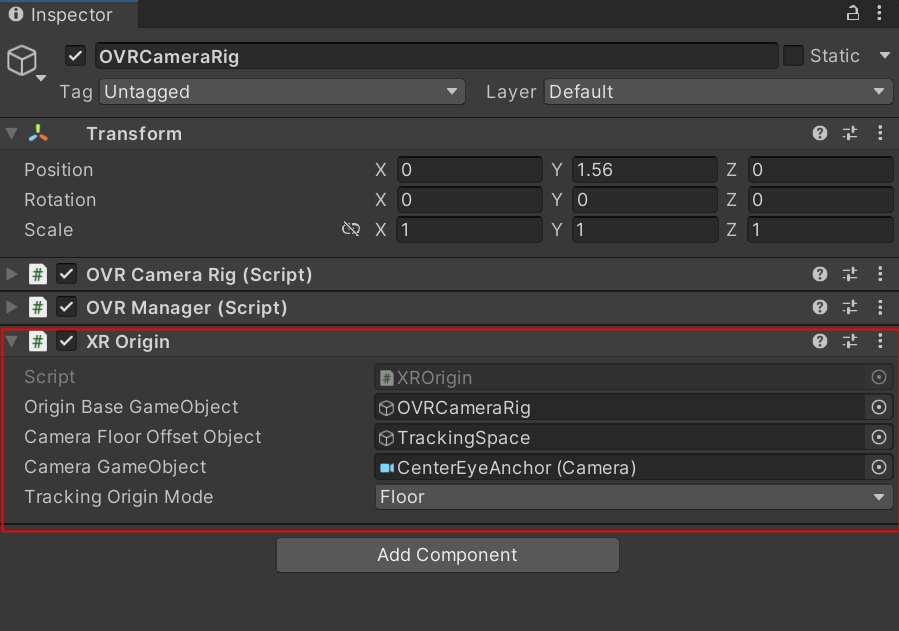 Inspector
OVRCameraRig Static
Tag Untagged Layer Default
Transform
Position X 0 Y 1.56 Z 0
Rotation X 0 Y 0 Z 0
Scale X 1 Y 1 Z 1
# OVR Camera Rig (Script)
# OVR Manager (Script)
# XR Origin
Script # XROrigin
Origin Base GameObject OVRCameraRig
Camera Floor Offset Object TrackingSpace
Camera GameObject CenterEyeAnchor (Camera)
Tracking Origin Mode Floor
Add Component